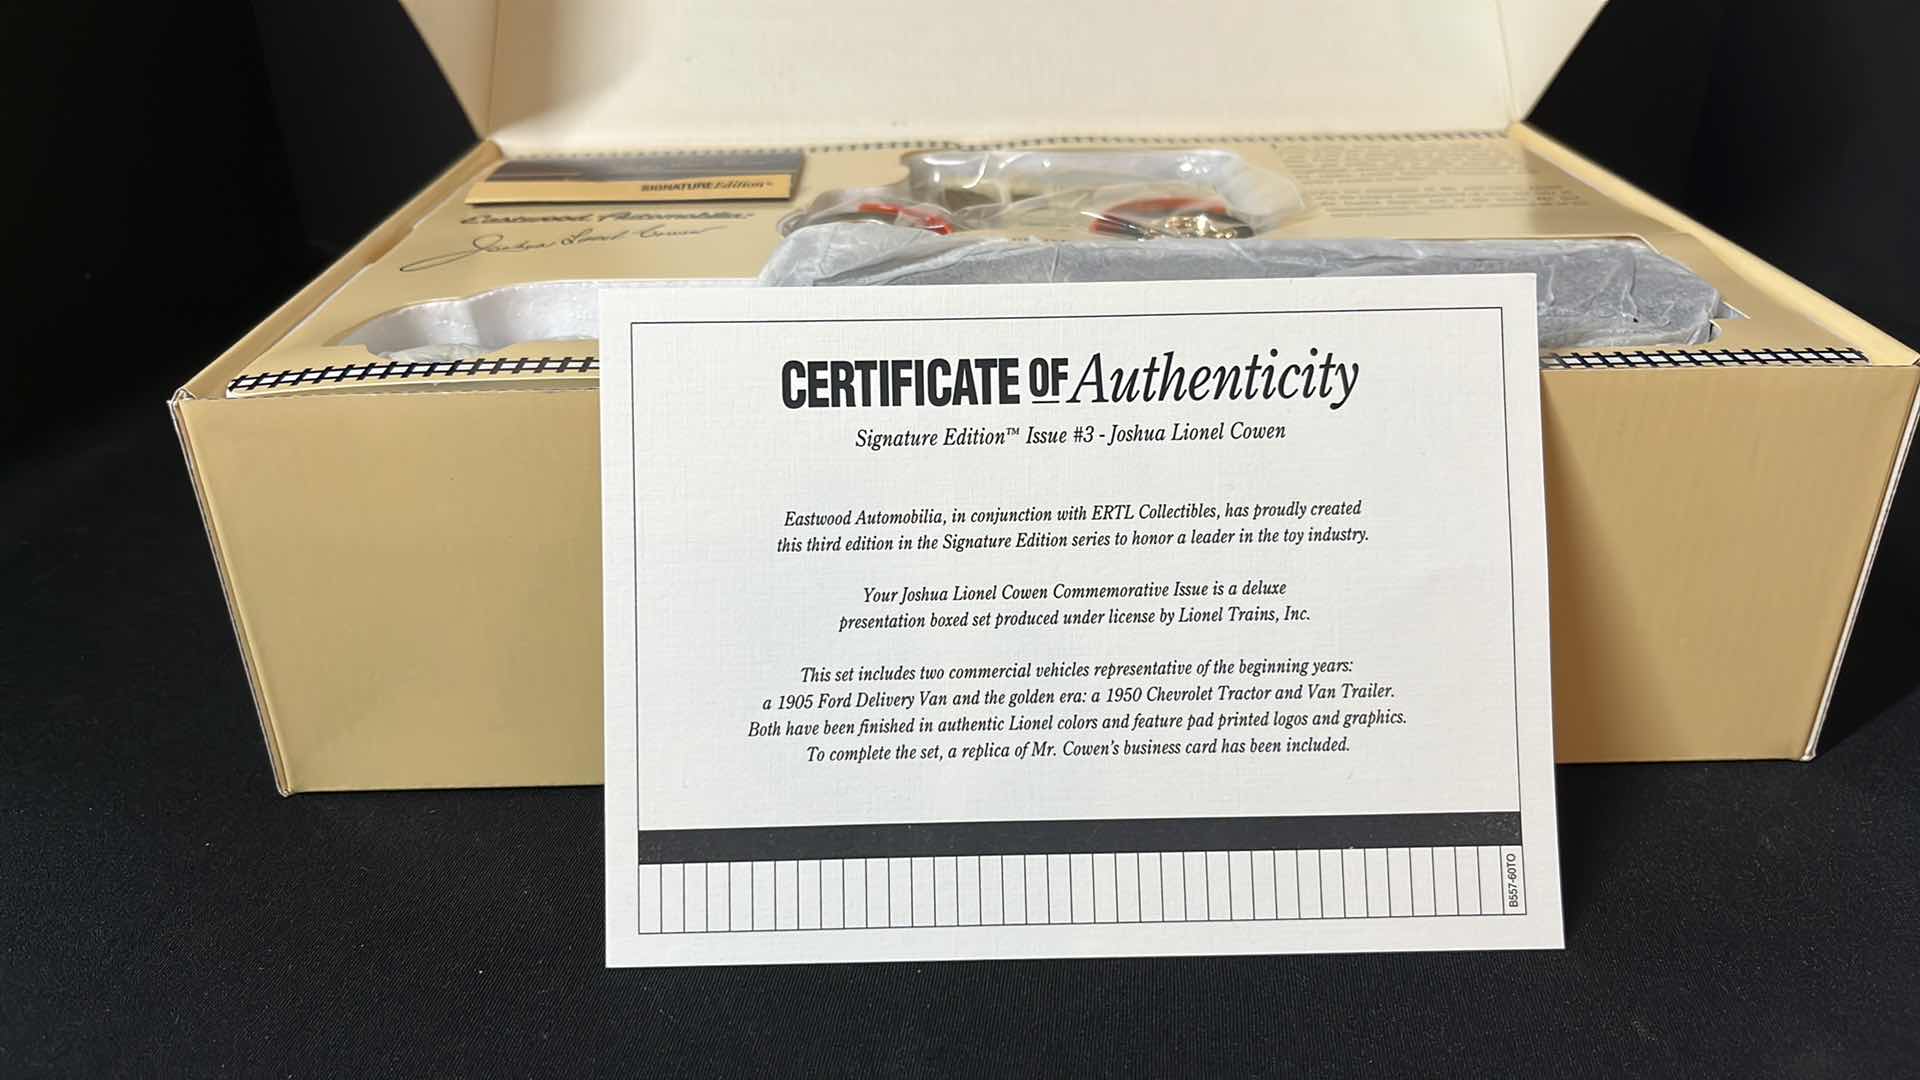 SIGNATURE Edition™
Eastwood Automobilia™
Joshua Lionel Cowen
CERTIFICATE OF Authenticity
Signature Edition™ Issue #3 - Joshua Lionel Cowen
Eastwood Automobilia, in conjunction with ERTL Collectibles, has proudly created
this third edition in the Signature Edition series to honor a leader in the toy industry.
Your Joshua Lionel Cowen Commemorative Issue is a deluxe
presentation boxed set produced under license by Lionel Trains, Inc.
This set includes two commercial vehicles representative of the beginning years:
a 1905 Ford Delivery Van and the golden era: a 1950 Chevrolet Tractor and Van Trailer.
Both have been finished in authentic Lionel colors and feature pad printed logos and graphics.
To complete the set, a replica of Mr. Cowen's business card has been included.
B557-60TO